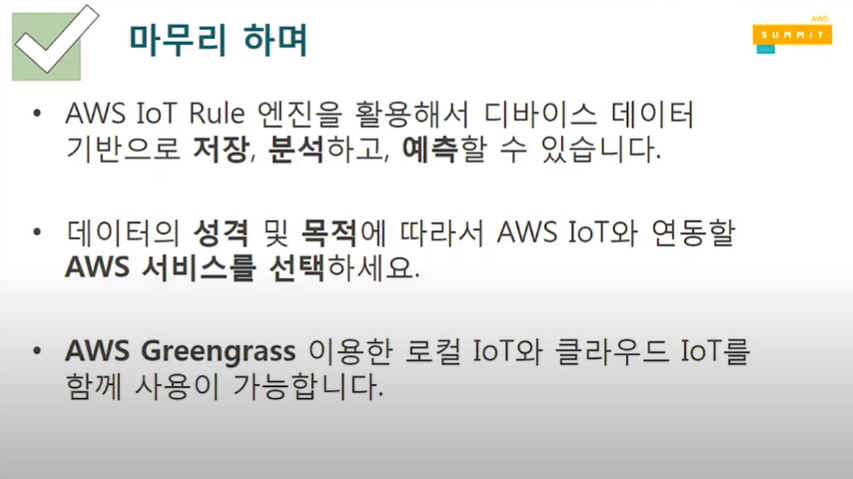 마무리 하며
AWS
SUMMIT
• AWS IoT Rule 엔진을 활용해서 디바이스 데이터
기반으로 저장, 분석하고, 예측할 수 있습니다.
• 데이터의 성격 및 목적에 따라서 AWS IoT와 연동할
AWS 서비스를 선택하세요.
• AWS Greengrass 이용한 로컬 IoT와 클라우드 IoT를
함께 사용이 가능합니다.